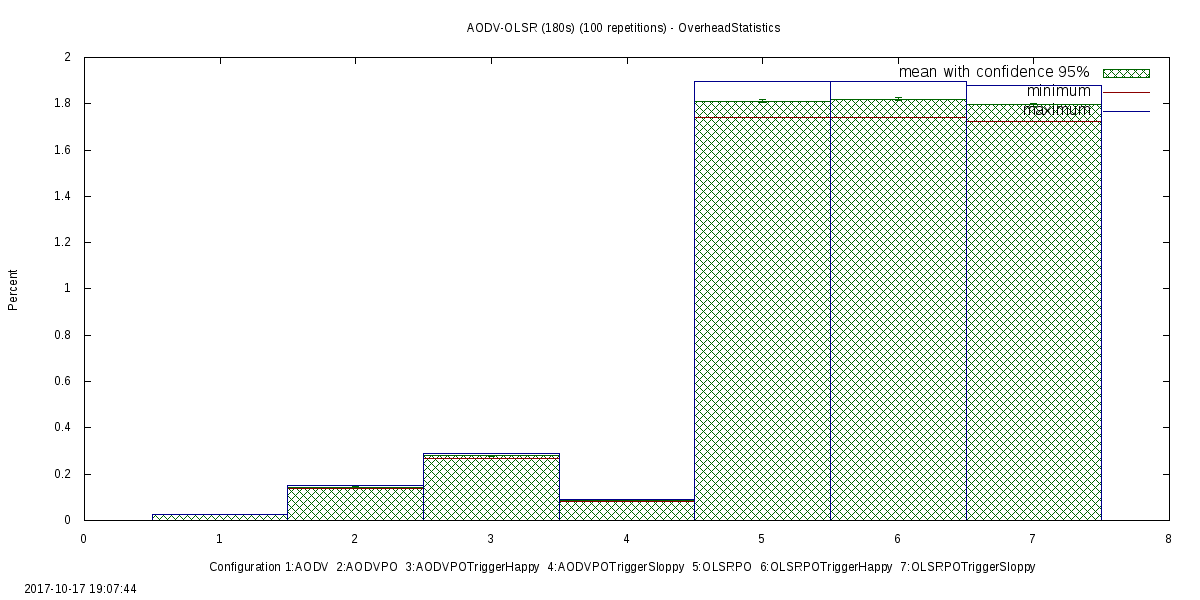 AODV-OLSR (180s) (100 repetitions) - OverheadStatistics
2
mean with confidence 95%
minimum
maximum
1.8
1.6
1.4
1.2
1
0.8
0.6
0.4
0.2
0
Percent
0 1 2 3 4 5 6 7 8
Configuration 1:AODV 2:AODVPO 3:AODVPOTriggerHappy 4:AODVPOTriggerSloppy 5:OLSRPO 6:OLSRPOTriggerHappy 7:OLSRPOTriggerSloppy
2017-10-17 19:07:44